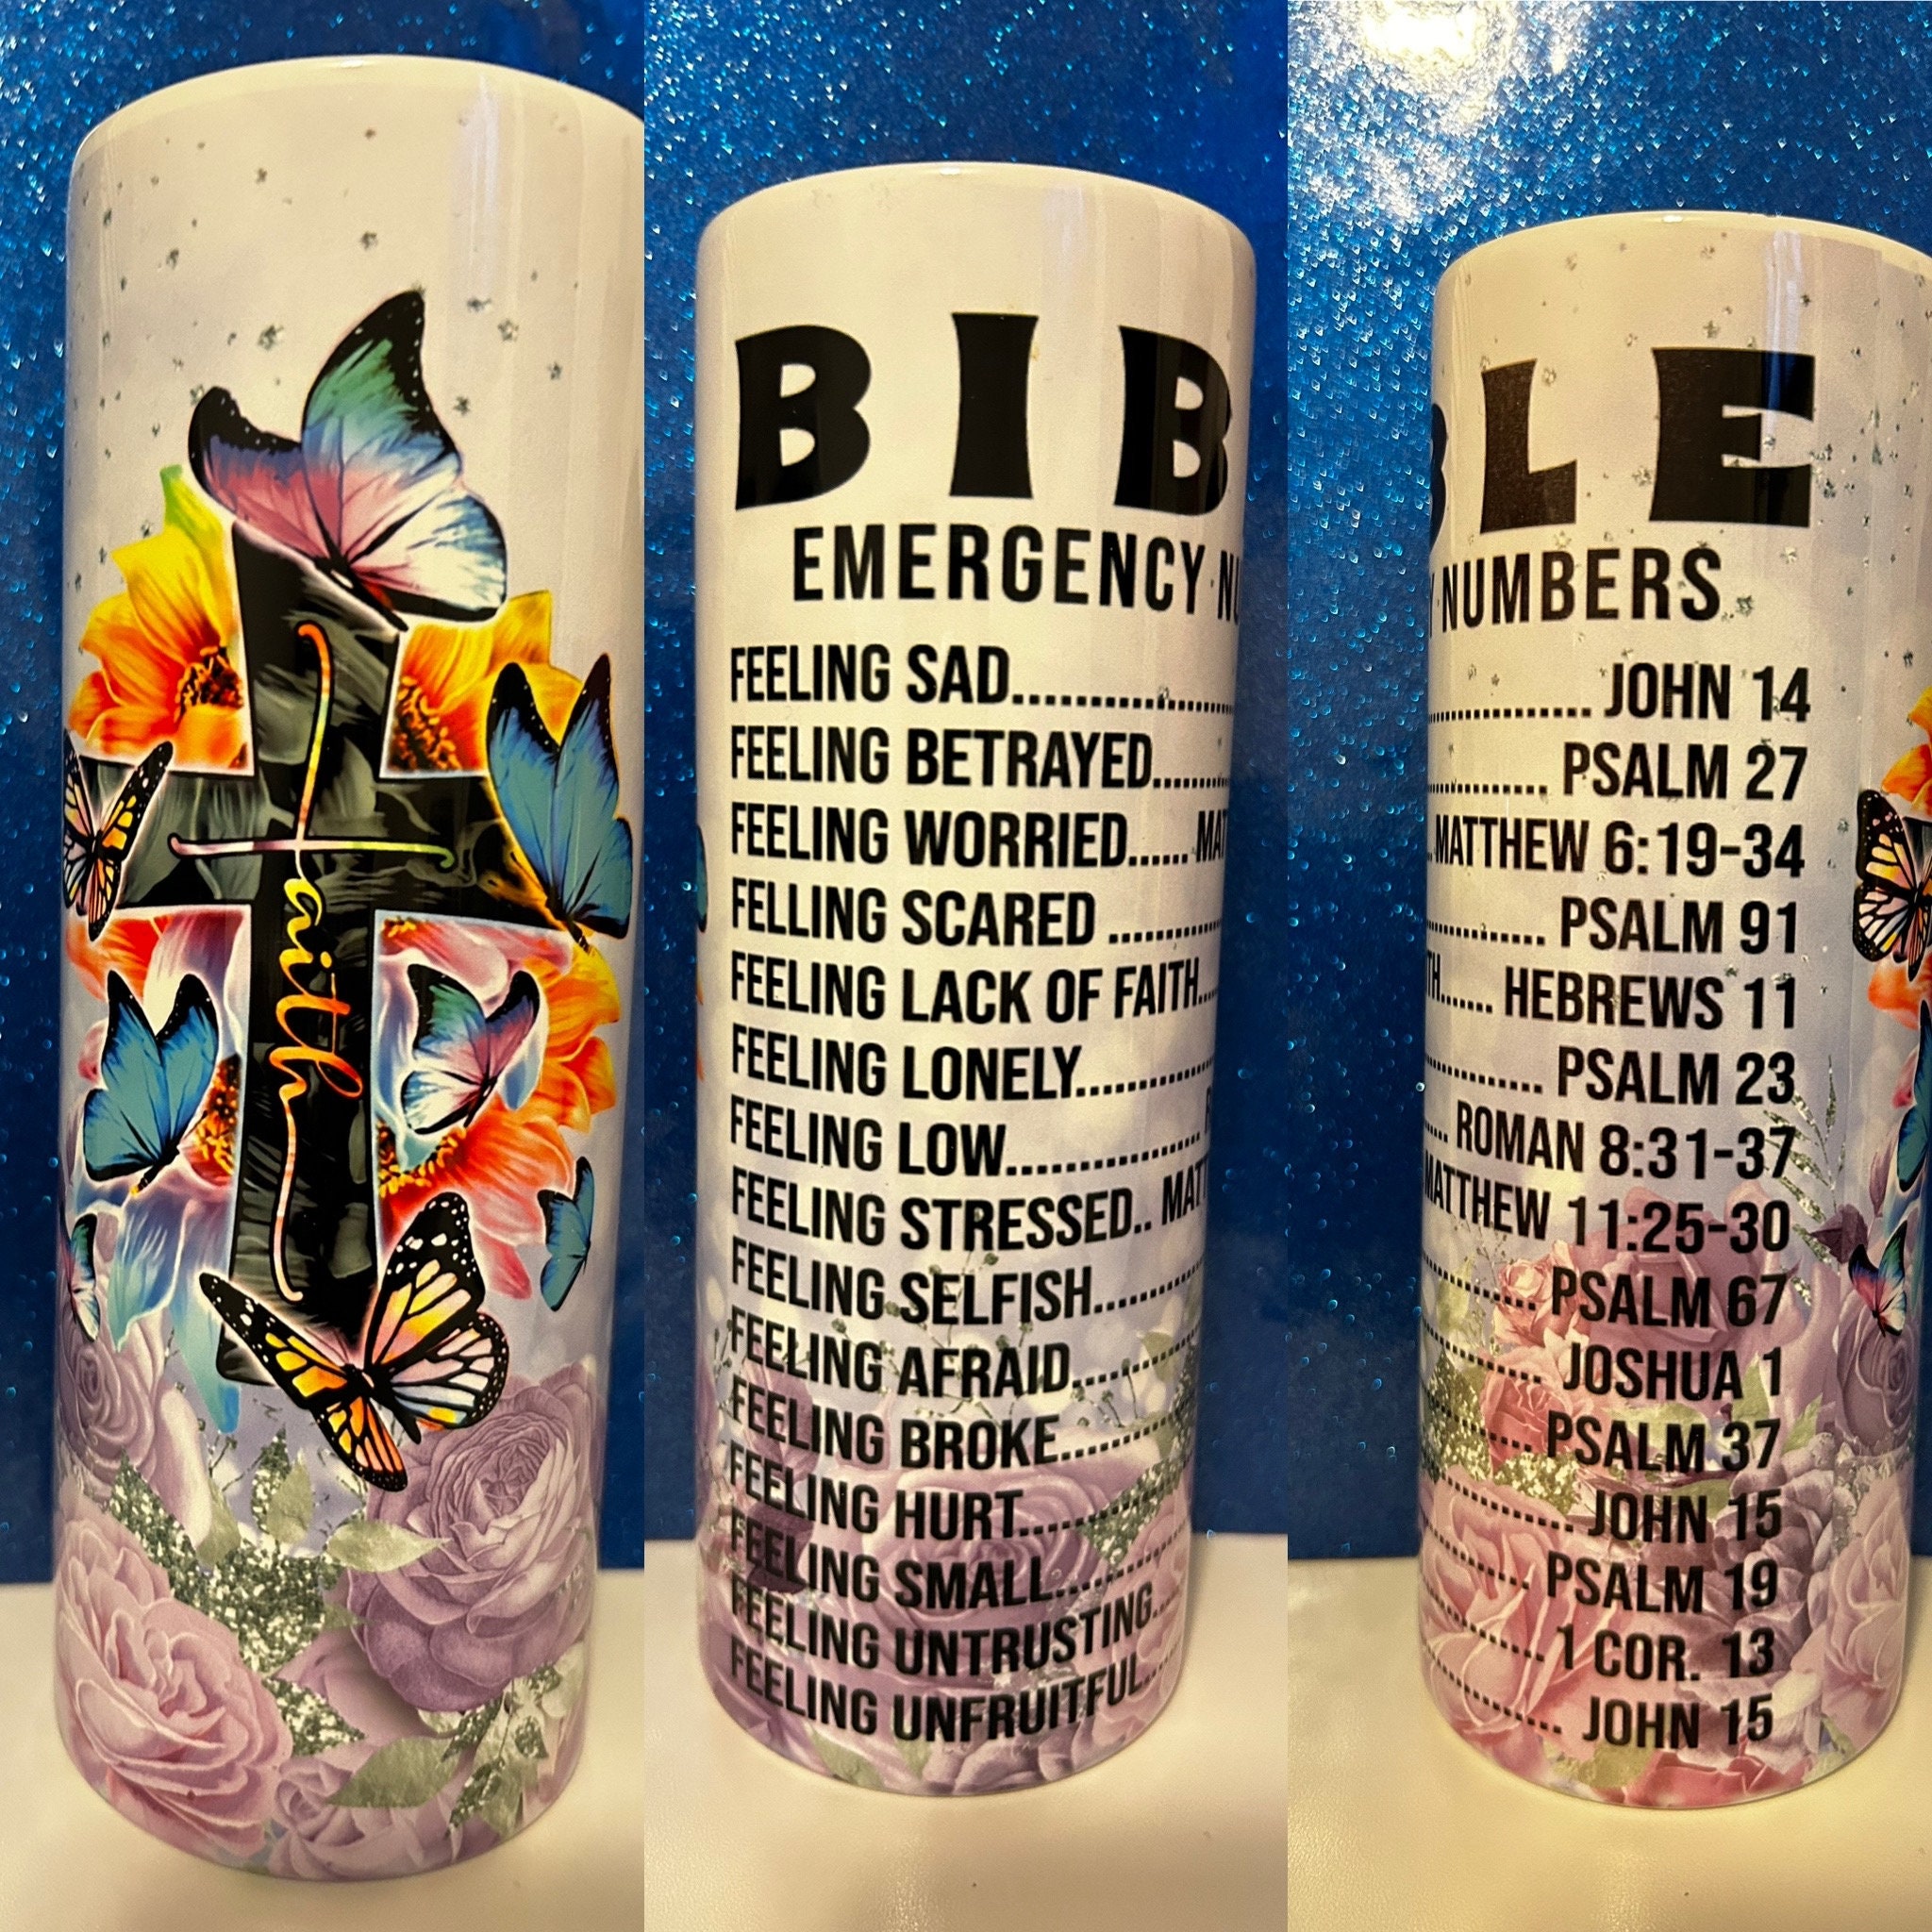 faith
BIB
EMERGENCY NU
FEELING SAD....................
FEELING BETRAYED..........
FEELING WORRIED...... MAT
FELLING SCARED ............
FEELING LACK OF FAITH...
FEELING LONELY..............
FEELING LOW....................
FEELING STRESSED.. MATT
FEELING SELFISH............
FEELING AFRAID.............
FEELING BROKE..............
FEELING HURT...............
FEELING SMALL..............
FEELING UNTRUSTING.....
FEELING UNFRUITFUL.....
BLE
Y NUMBERS
............... JOHN 14
............ PSALM 27
..MATTHEW 6:19-34
............ PSALM 91
TH....... HEBREWS 11
............ PSALM 23
.... ROMAN 8:31-37
MATTHEW 11:25-30
............ PSALM 67
............ JOSHUA 1
............ PSALM 37
............... JOHN 15
............ PSALM 19
............. 1 COR. 13
.............. JOHN 15